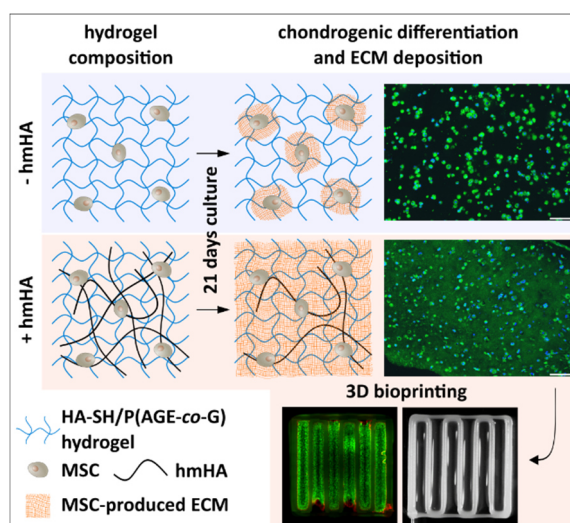 hydrogel
composition
chondrogenic differentiation
and ECM deposition
- hmHA
21 days culture
+ hmHA
3D bioprinting
HA-SH/P(AGE-co-G)
hydrogel
MSC
hmHA
MSC-produced ECM